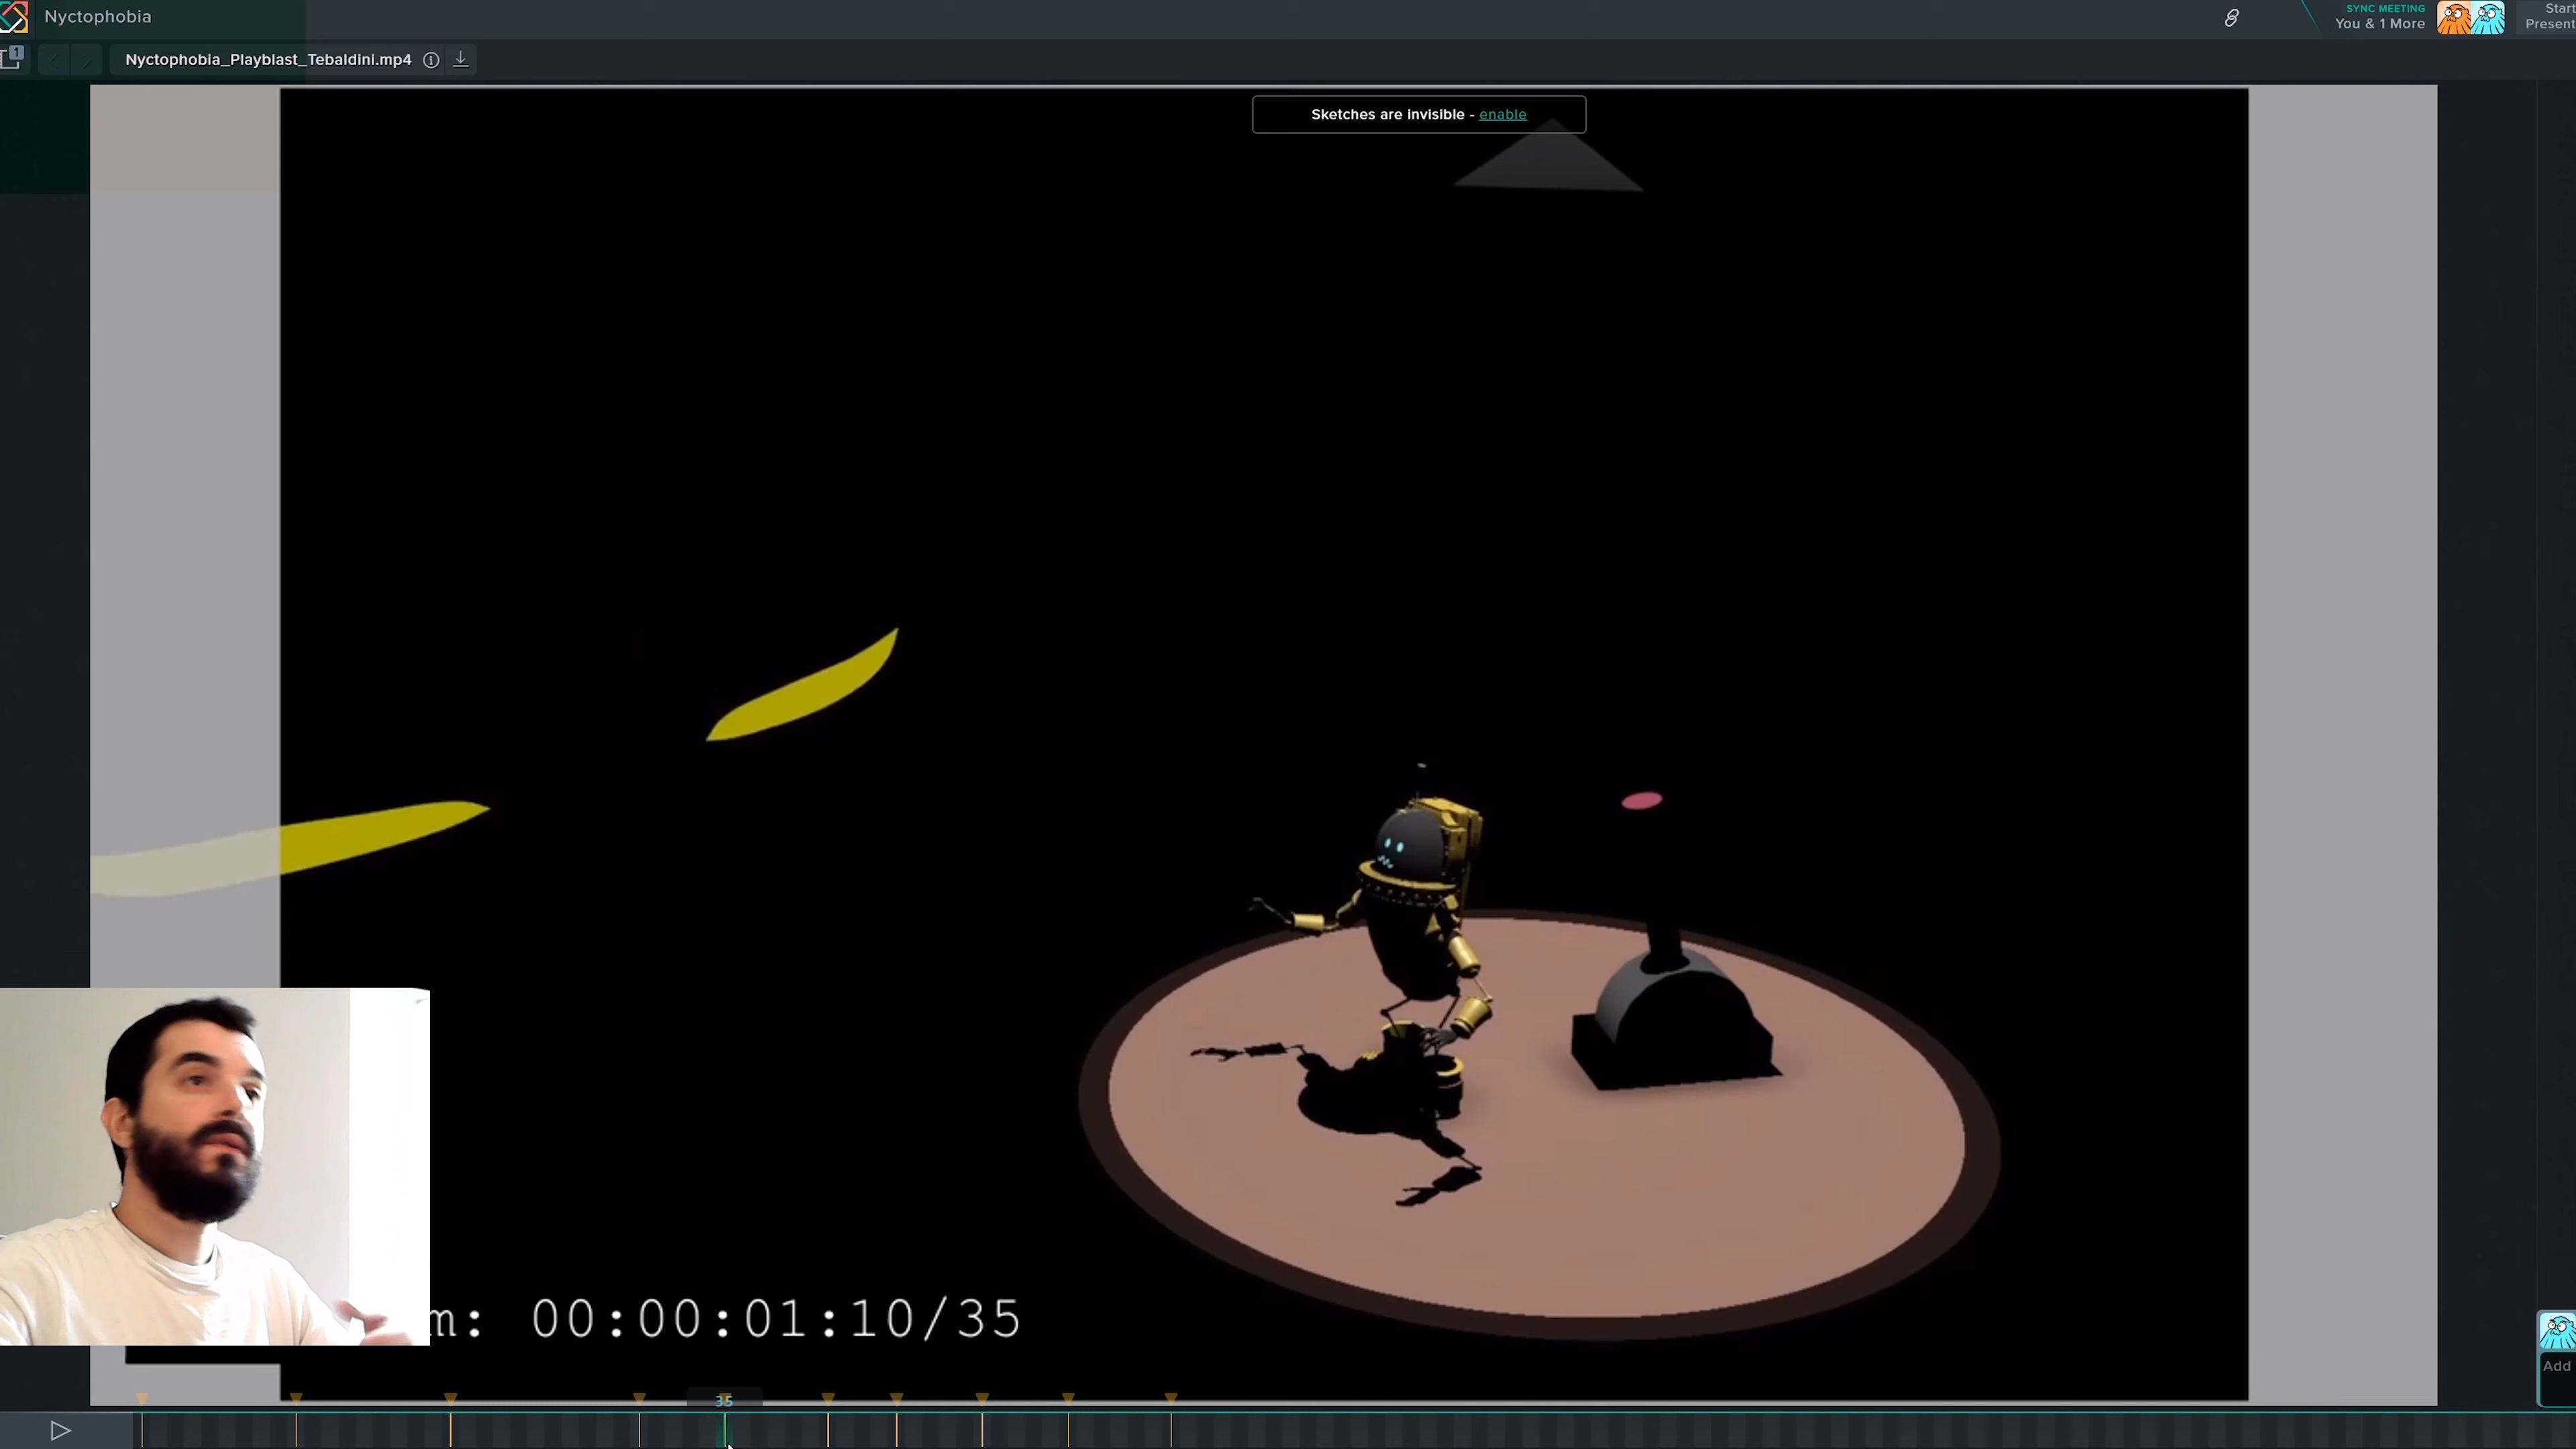 Nyctophobia
SYNC MEETING
You & 1 More
Start
Present
1
Nyctophobia_Playblast_Tebaldini.mp4
Sketches are invisible - enable
m: 00:00:01:10/35
Add
35